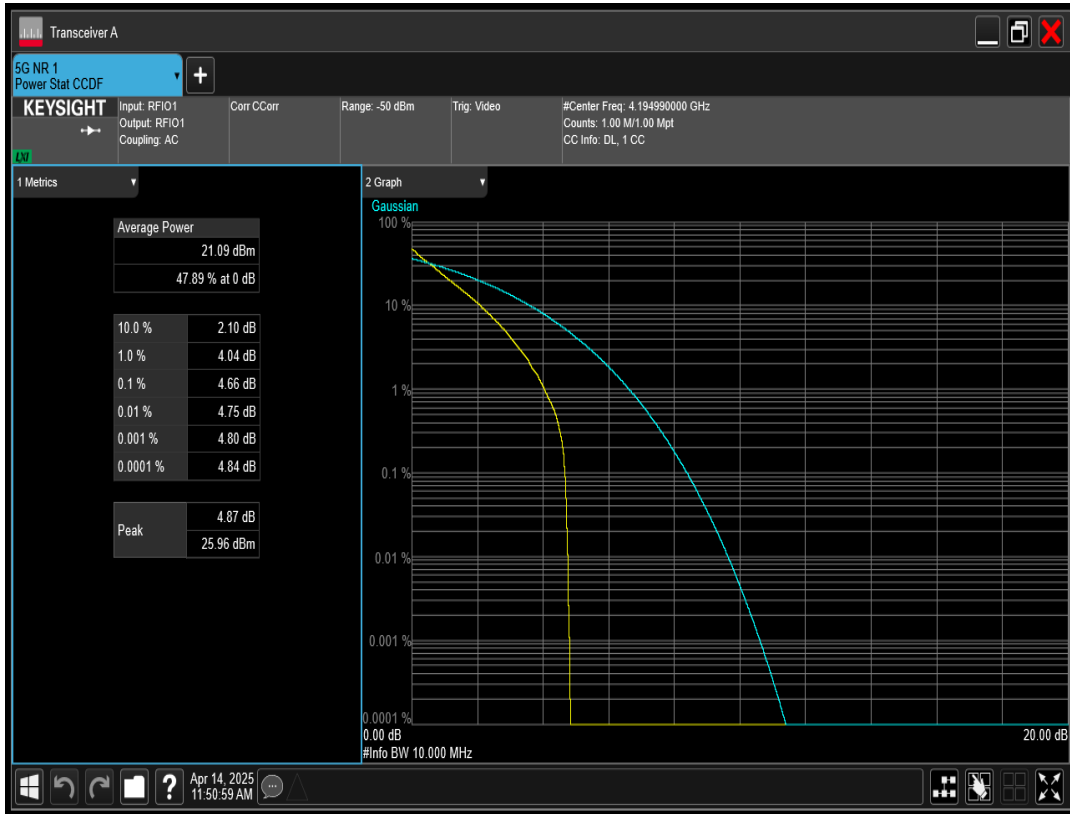 Transceiver A
5G NR 1
Power Stat CCDF
+
KEYSIGHT
LXI
Input: RFIO1
Output: RFIO1
Coupling: AC
Corr CCorr
Range: -50 dBm
Trig: Video
#Center Freq: 4.194990000 GHz
Counts: 1.00 M/1.00 Mpt
CC Info: DL, 1 CC
1 Metrics
Average Power
21.09 dBm
47.89 % at 0 dB
10.0 % 2.10 dB
1.0 % 4.04 dB
0.1 % 4.66 dB
0.01 % 4.75 dB
0.001 % 4.80 dB
0.0001 % 4.84 dB
Peak 4.87 dB
25.96 dBm
2 Graph
Gaussian
100 %
10 %
1 %
0.1 %
0.01 %
0.001 %
0.0001 %
0.00 dB 20.00 dB
#Info BW 10.000 MHz
?
Apr 14, 2025
11:50:59 AM